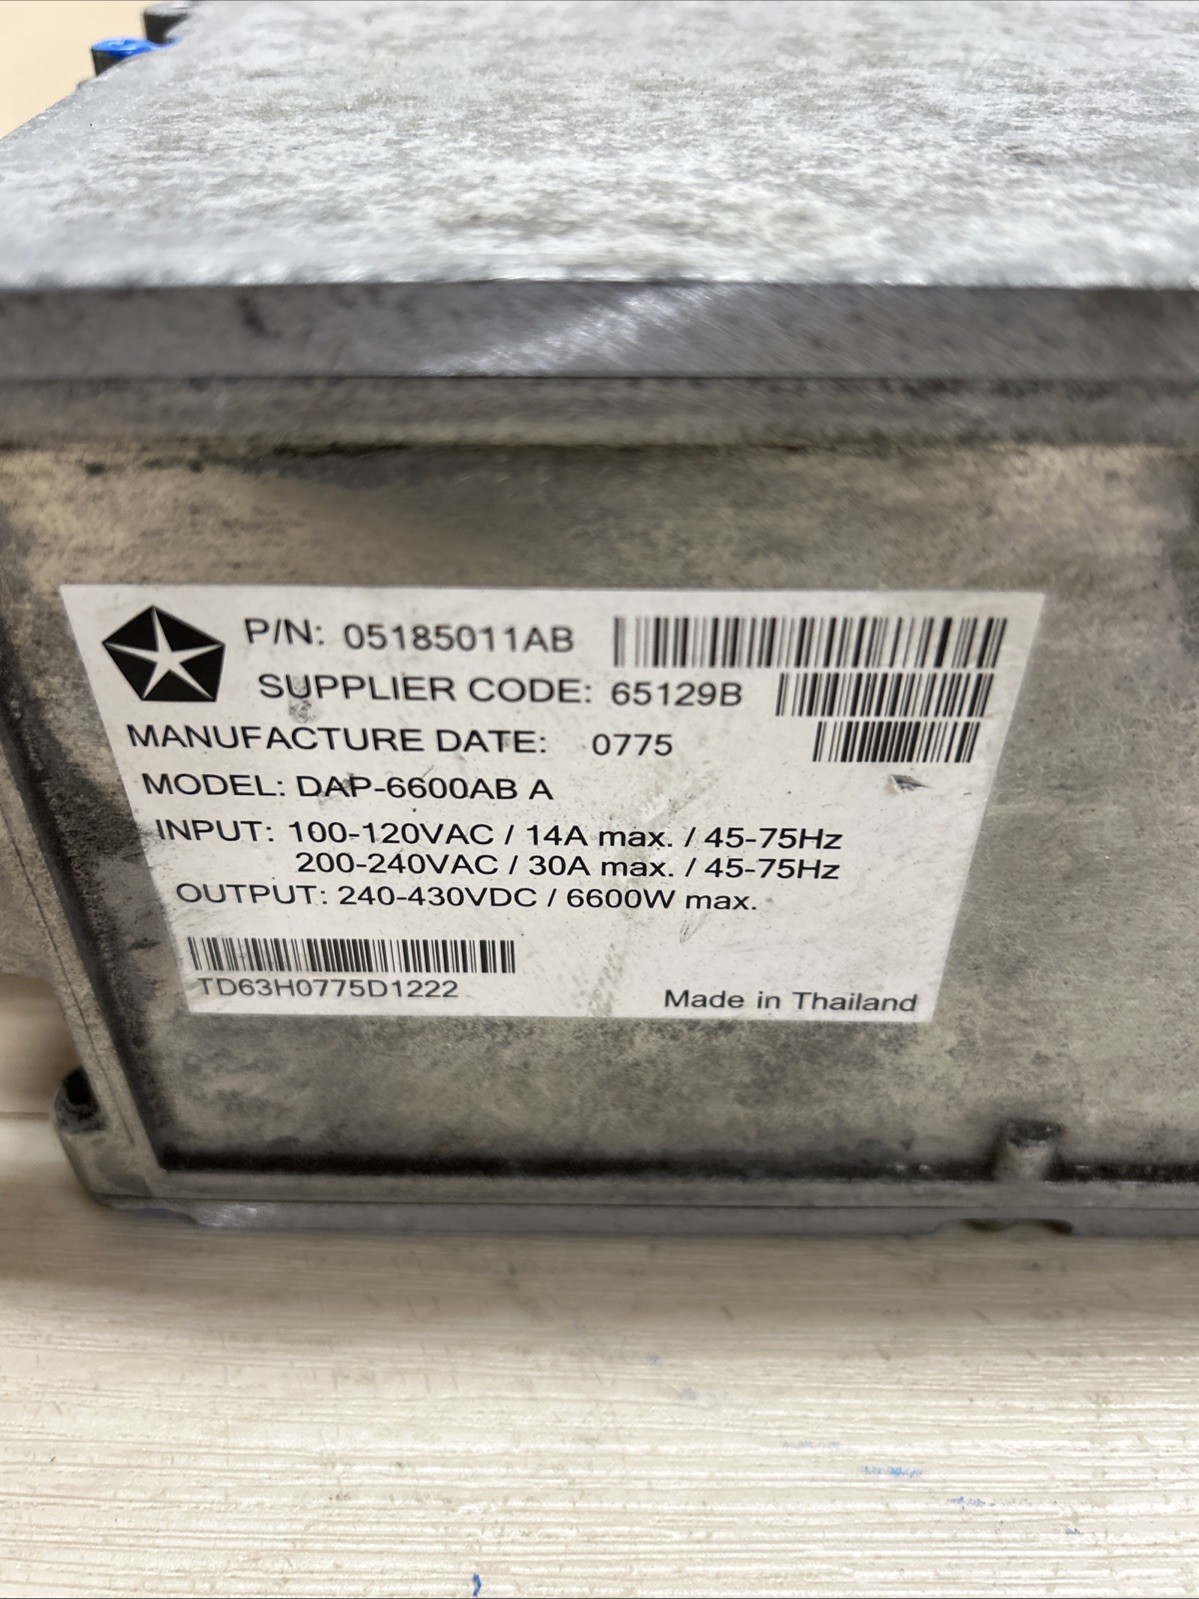 P/N: 05185011AB
SUPPLIER CODE: 65129B
MANUFACTURE DATE: 0775
MODEL: DAP-6600AB A
INPUT: 100-120VAC / 14A max. / 45-75Hz
200-240VAC / 30A max. / 45-75Hz
OUTPUT: 240-430VDC / 6600W max.
TD63H0775D1222
Made in Thailand